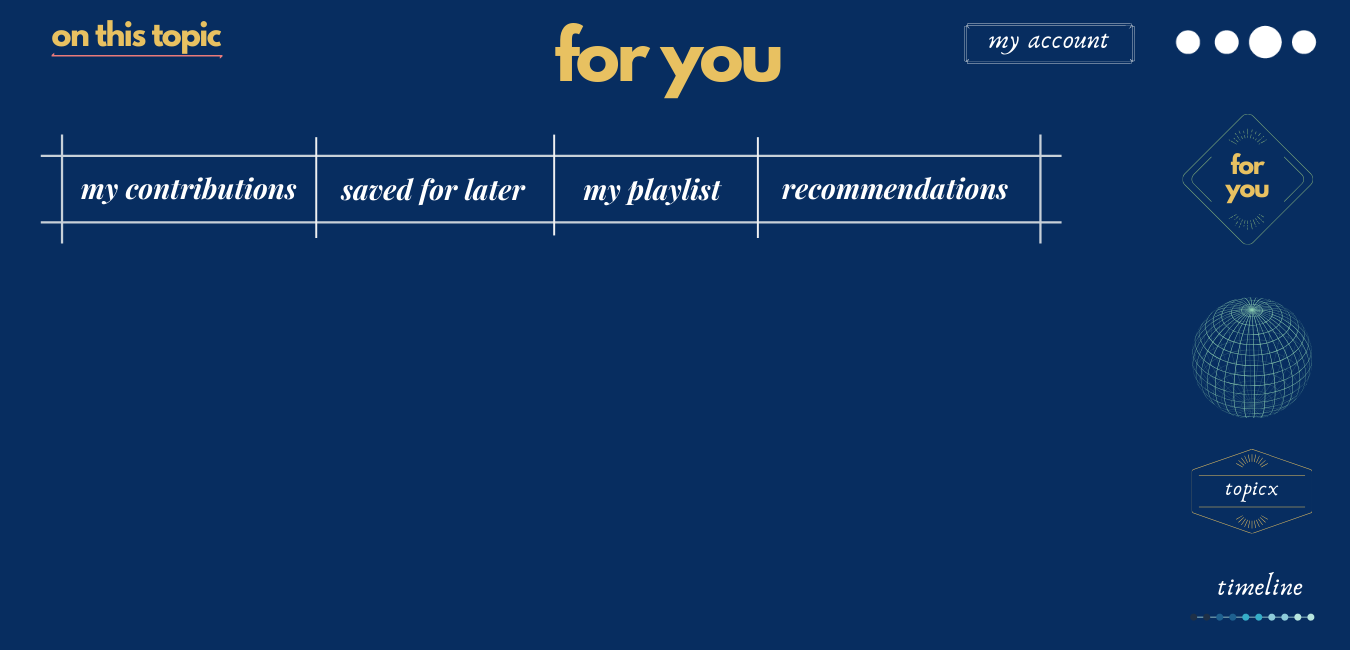 on this topic
for you
my account
my contributions
saved for later
my playlist
recommendations
for
you
topicx
timeline